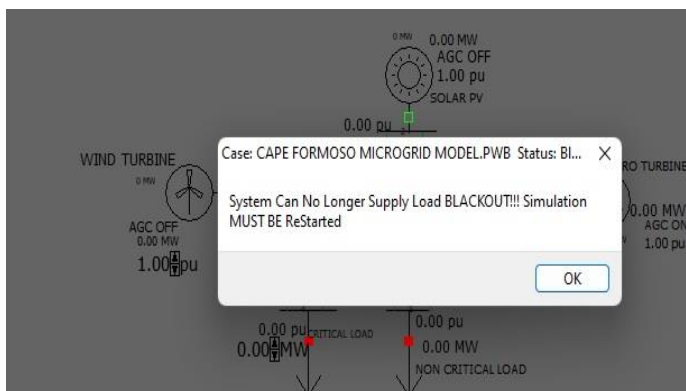 0 MW 0.00 MW
AGC OFF
1.00 pu
SOLAR PV
0.00 pu
WIND TURBINE
0 MW
AGC OFF
0.00 MW
1.00 pu
Case: CAPE FORMOSO MICROGRID MODEL.PWB Status: Bl...
System Can No Longer Supply Load BLACKOUT!!! Simulation
MUST BE ReStarted
OK
RO TURBINE
0.00 MW
AGC ON
1.00 pu
0.00 pu
CRITICAL LOAD
0.00 MW
0.00 pu
0.00 MW
NON CRITICAL LOAD